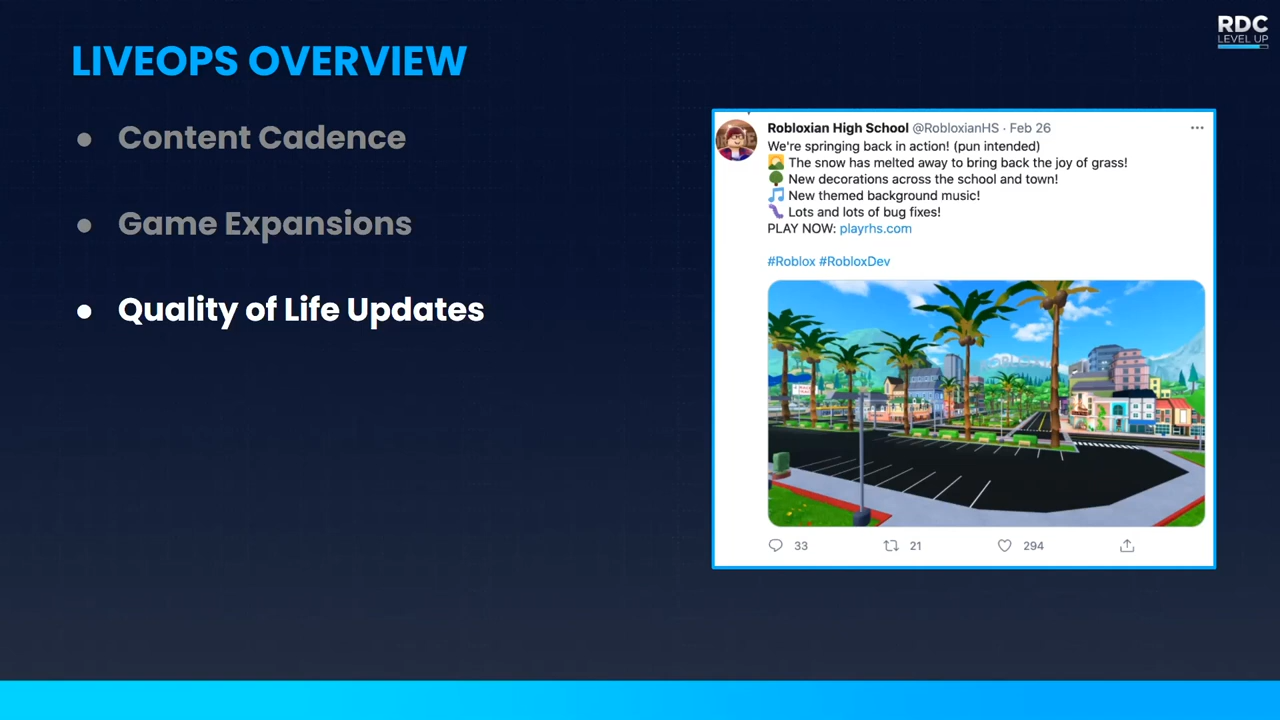 RDC
LEVEL UP
LIVEOPS OVERVIEW
• Content Cadence
• Game Expansions
• Quality of Life Updates
Robloxian High School @RobloxianHS · Feb 26
We're springing back in action! (pun intended)
🌄 The snow has melted away to bring back the joy of grass!
🌳 New decorations across the school and town!
🎵 New themed background music!
🐛 Lots and lots of bug fixes!
PLAY NOW: playrhs.com
#Roblox #RobloxDev
33
21
294